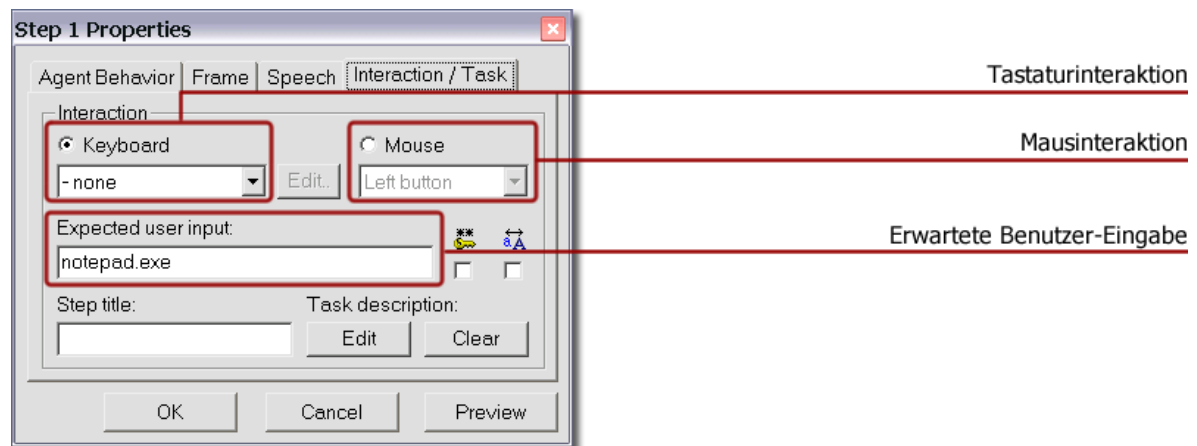 Step 1 Properties
Agent Behavior Frame Speech Interaction / Task
Tastaturinteraktion
Interaction
Keyboard Mouse
Mausinteraktion
- none Edit.. Left button
Expected user input:
Erwartete Benutzer-Eingabe
notepad.exe
Step title: Task description:
Edit Clear
OK Cancel Preview